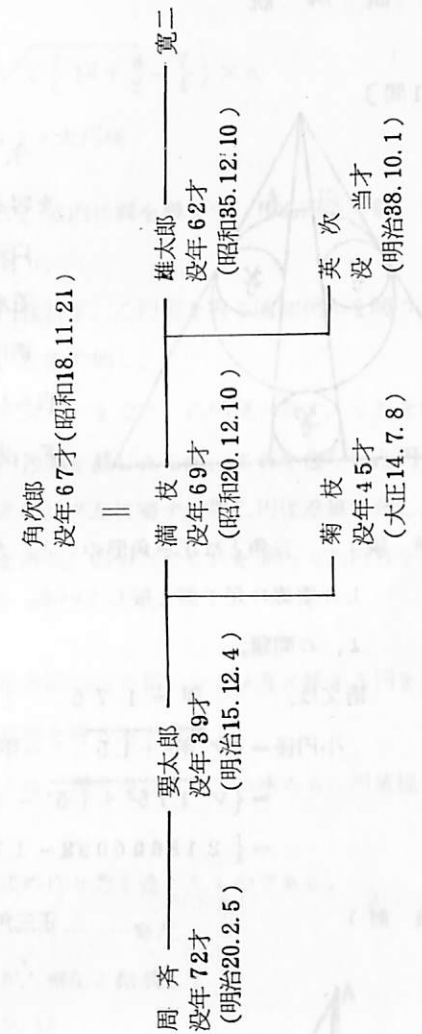 角次郎
没年67才(昭和18.11.21)
周斉
没年72才
(明治20.2.5)
要太郎
没年39才
(明治15.12.4)
満枝
没年69才
(昭和20.12.10)
雄太郎
没年62才
(昭和35.12.10)
寛二
菊枝
没年45才
(大正14.7.8)
英次
没 当才
(明治38.10.1)